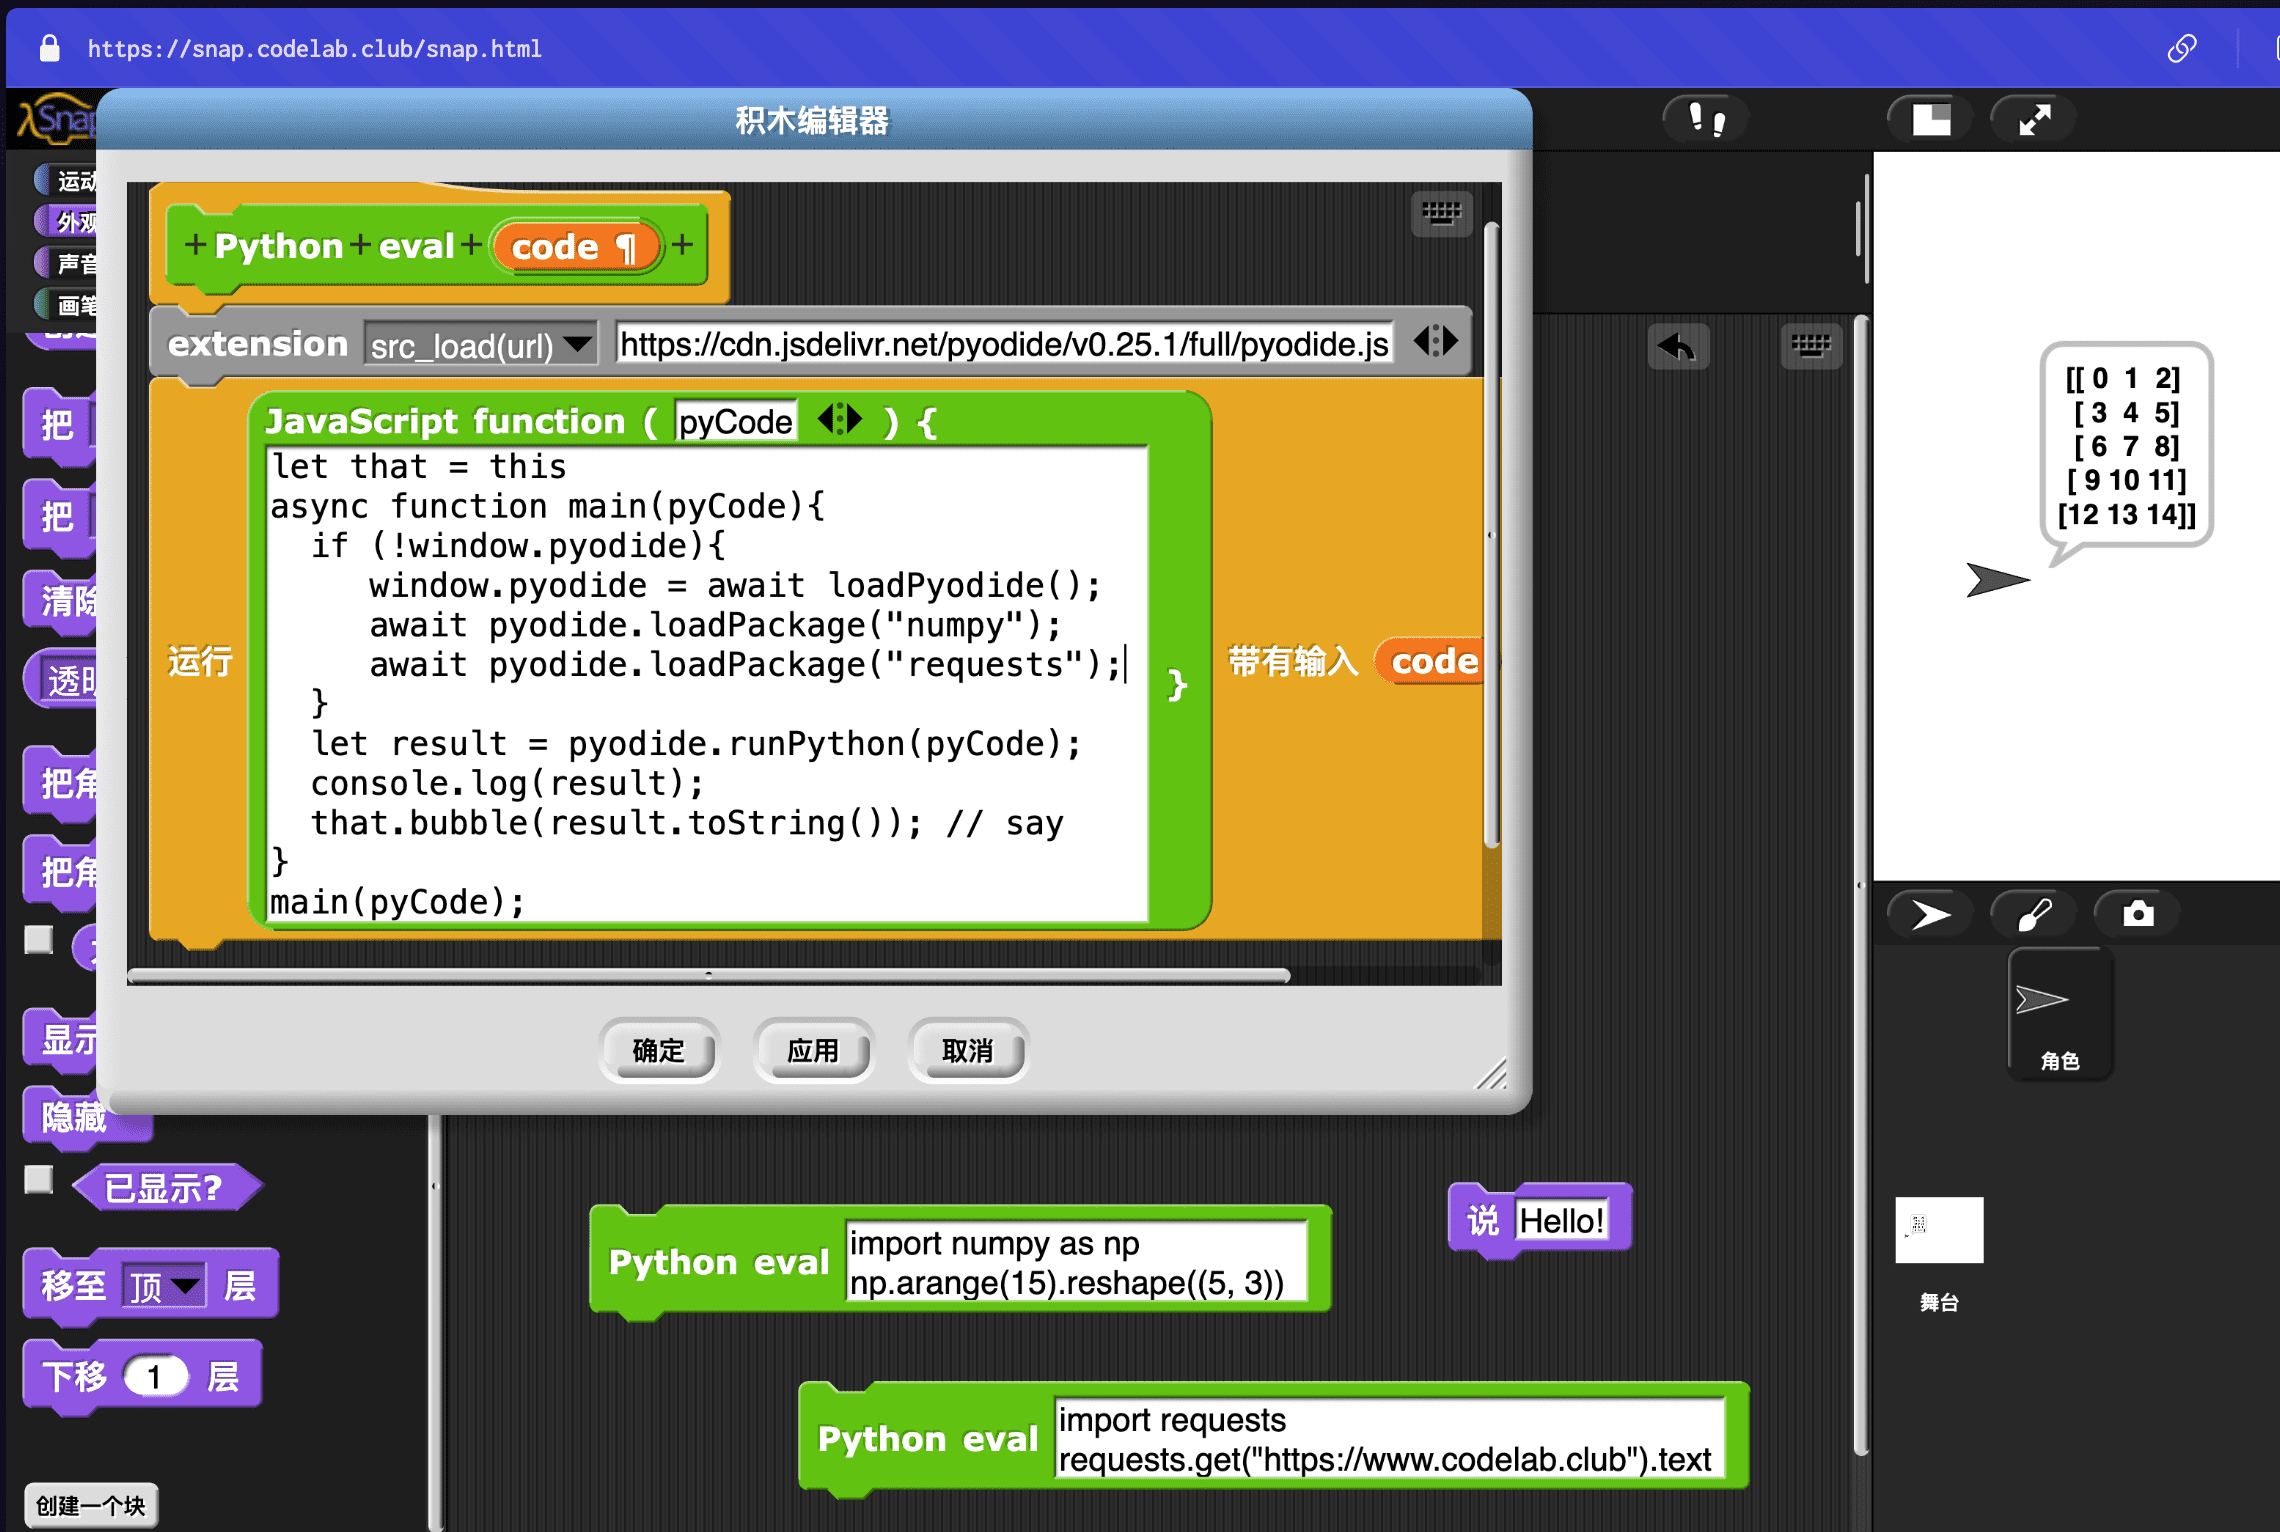 https://snap.codelab.club/snap.html
λSnap
积木编辑器
运动
外观
声音
画笔
+ Python + eval + code ¶ +
extension src_load(url) https://cdn.jsdelivr.net/pyodide/v0.25.1/full/pyodide.js
JavaScript function ( pyCode ) {
let that = this
async function main(pyCode){
if (!window.pyodide){
window.pyodide = await loadPyodide();
await pyodide.loadPackage("numpy");
await pyodide.loadPackage("requests");
}
let result = pyodide.runPython(pyCode);
console.log(result);
that.bubble(result.toString()); // say
}
main(pyCode);
}
运行
带有输入 code
确定
应用
取消
把
把
清除
透明
把角
把角
显示
隐藏
已显示?
移至 顶 层
下移 1 层
创建一个块
Python eval import numpy as np
np.arange(15).reshape((5, 3))
说 Hello!
Python eval import requests
requests.get("https://www.codelab.club").text
[[ 0 1 2]
[ 3 4 5]
[ 6 7 8]
[ 9 10 11]
[12 13 14]]
角色
舞台